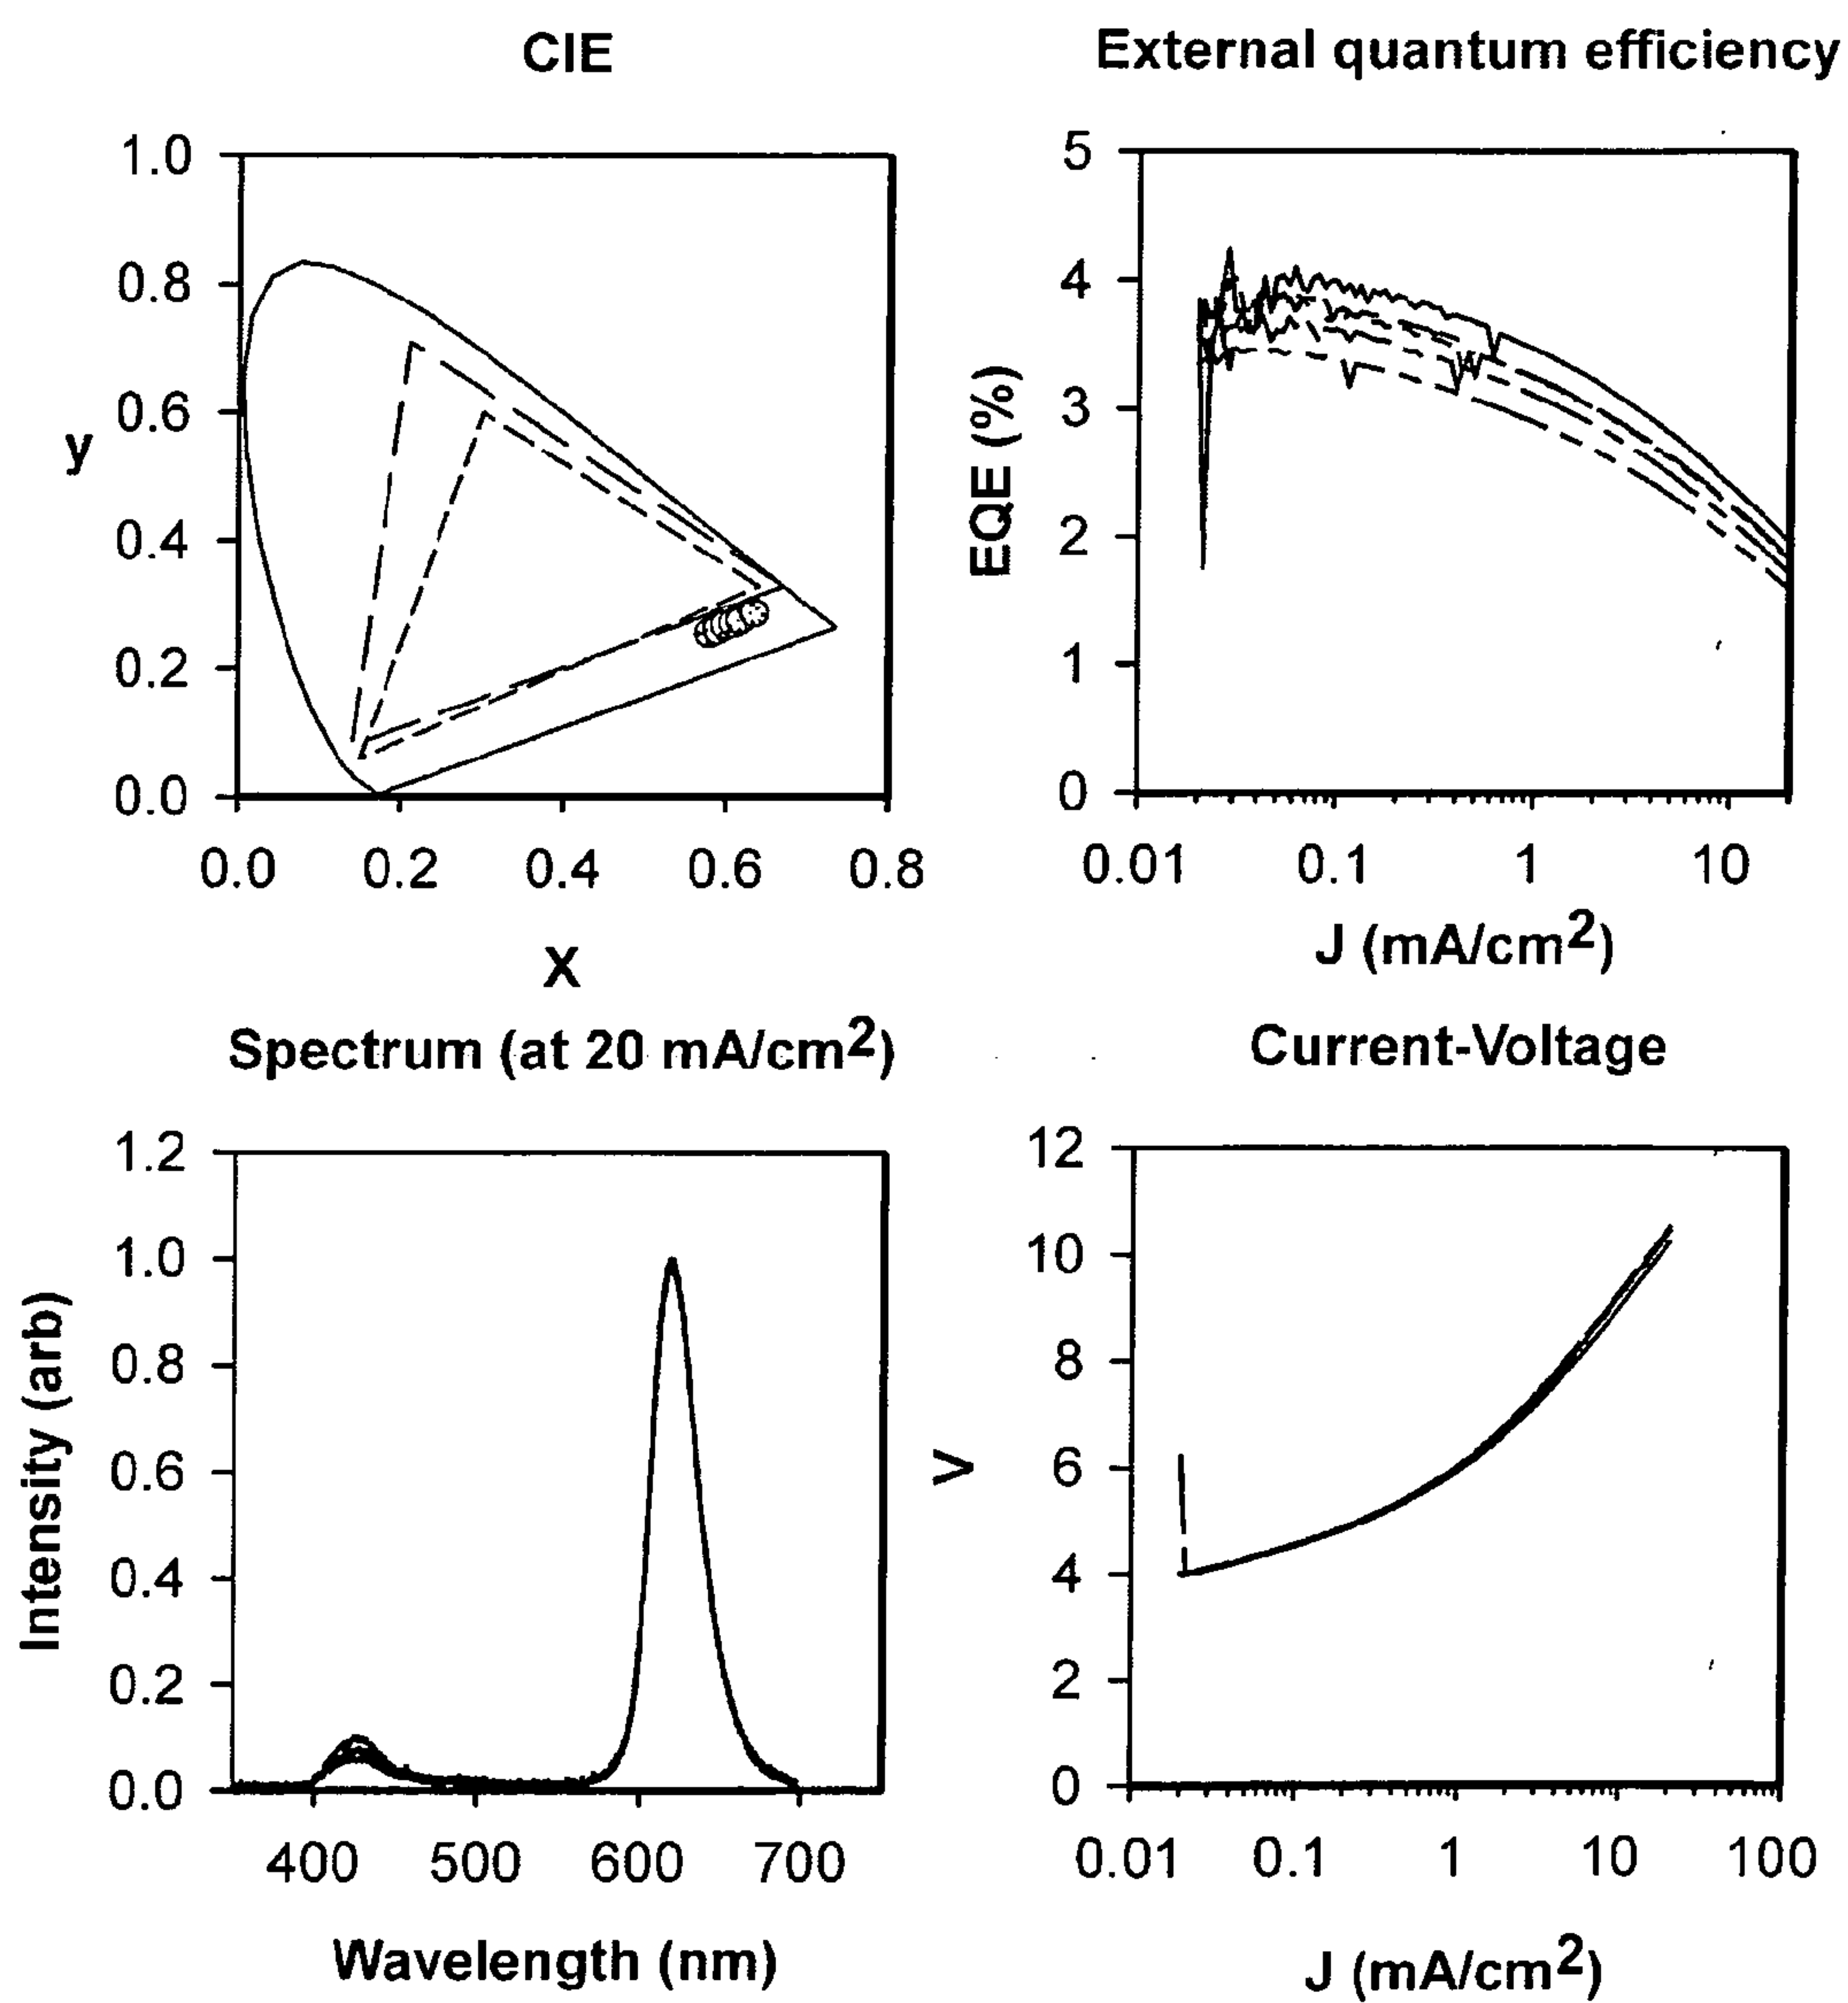 CIE
1.0
0.8
0.6
y
0.4
0.2
0.0
0.0 0.2 0.4 0.6 0.8
X
External quantum efficiency
5
4
3
EQE (%)
2
1
0
0.01 0.1 1 10
J (mA/cm2)
Spectrum (at 20 mA/cm2)
1.2
1.0
0.8
Intensity (arb)
0.6
0.4
0.2
0.0
400 500 600 700
Wavelength (nm)
Current-Voltage
12
10
8
V
6
4
2
0
0.01 0.1 1 10 100
J (mA/cm2)